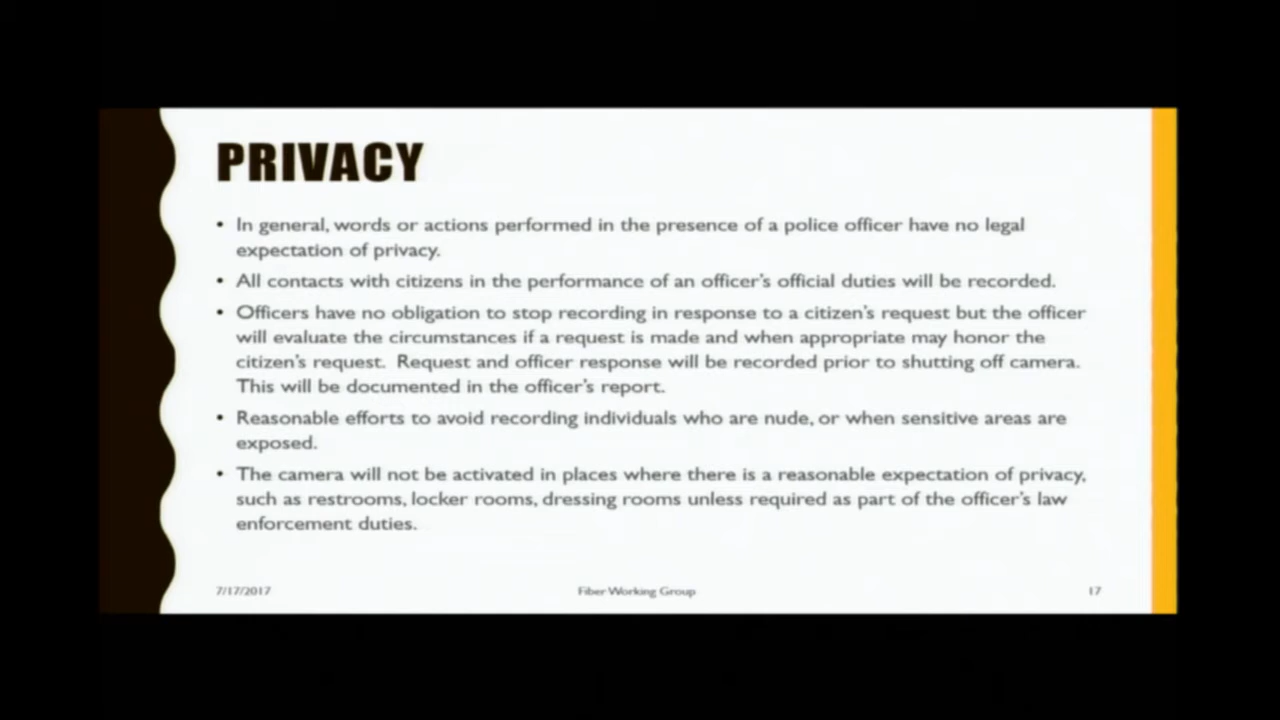 PRIVACY
• In general, words or actions performed in the presence of a police officer have no legal
expectation of privacy.
• All contacts with citizens in the performance of an officer's official duties will be recorded.
• Officers have no obligation to stop recording in response to a citizen's request but the officer
will evaluate the circumstances if a request is made and when appropriate may honor the
citizen's request.  Request and officer response will be recorded prior to shutting off camera.
This will be documented in the officer's report.
• Reasonable efforts to avoid recording individuals who are nude, or when sensitive areas are
exposed.
• The camera will not be activated in places where there is a reasonable expectation of privacy,
such as restrooms, locker rooms, dressing rooms unless required as part of the officer's law
enforcement duties.
7/17/2017
Fiber Working Group
17